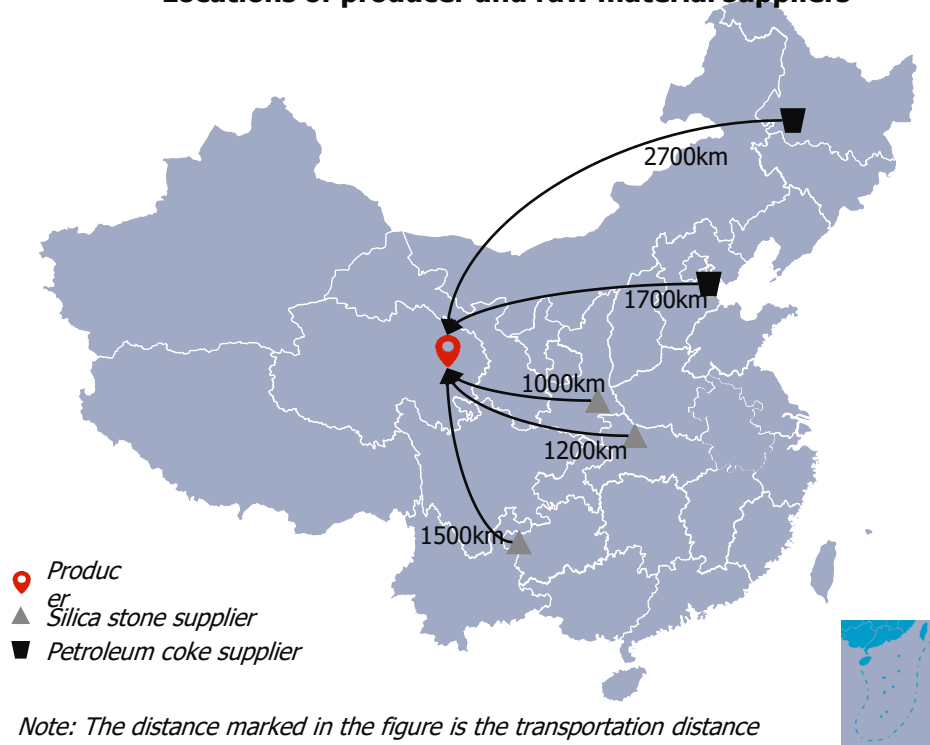 Locations of producer and raw material suppliers
2700km
1700km
1000km
1200km
1500km
Produc
er
Silica stone supplier
Petroleum coke supplier
Note: The distance marked in the figure is the transportation distance